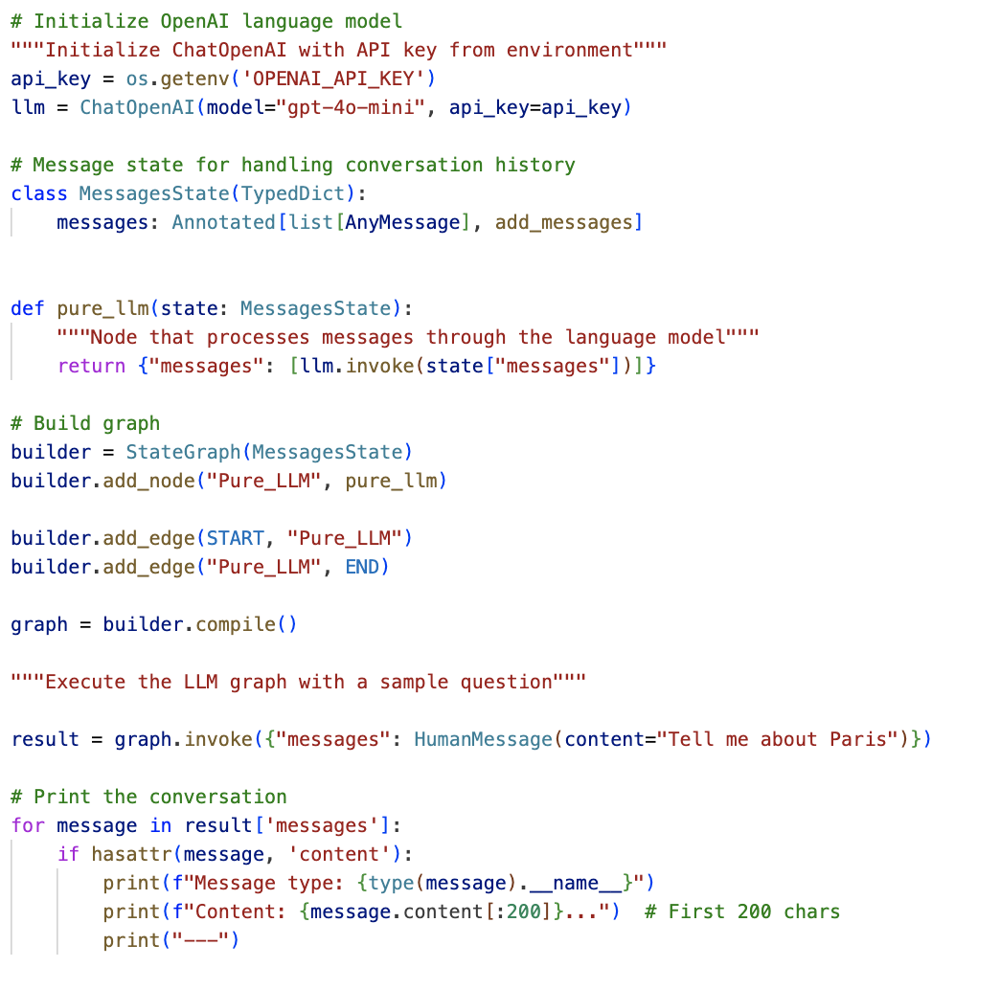 # Initialize OpenAI language model
"""Initialize ChatOpenAI with API key from environment"""
api_key = os.getenv('OPENAI_API_KEY')
llm = ChatOpenAI(model="gpt-4o-mini", api_key=api_key)

# Message state for handling conversation history
class MessagesState(TypedDict):
    messages: Annotated[list[AnyMessage], add_messages]


def pure_llm(state: MessagesState):
    """Node that processes messages through the language model"""
    return {"messages": [llm.invoke(state["messages"])]}

# Build graph
builder = StateGraph(MessagesState)
builder.add_node("Pure_LLM", pure_llm)

builder.add_edge(START, "Pure_LLM")
builder.add_edge("Pure_LLM", END)

graph = builder.compile()

"""Execute the LLM graph with a sample question"""

result = graph.invoke({"messages": HumanMessage(content="Tell me about Paris")})

# Print the conversation
for message in result['messages']:
    if hasattr(message, 'content'):
        print(f"Message type: {type(message).__name__}")
        print(f"Content: {message.content[:200]}...")  # First 200 chars
        print("---")